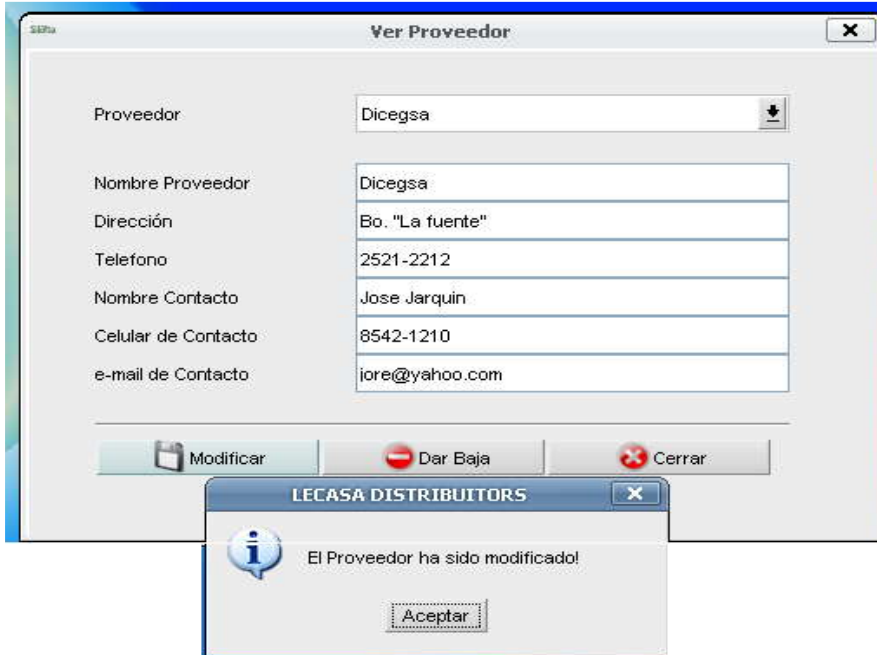 Ver Proveedor
Proveedor Dicegsa
Nombre Proveedor Dicegsa
Dirección Bo. "La fuente"
Telefono 2521-2212
Nombre Contacto Jose Jarquin
Celular de Contacto 8542-1210
e-mail de Contacto jore@yahoo.com
Modificar Dar Baja Cerrar
LECASA DISTRIBUITORS
El Proveedor ha sido modificado!
Aceptar